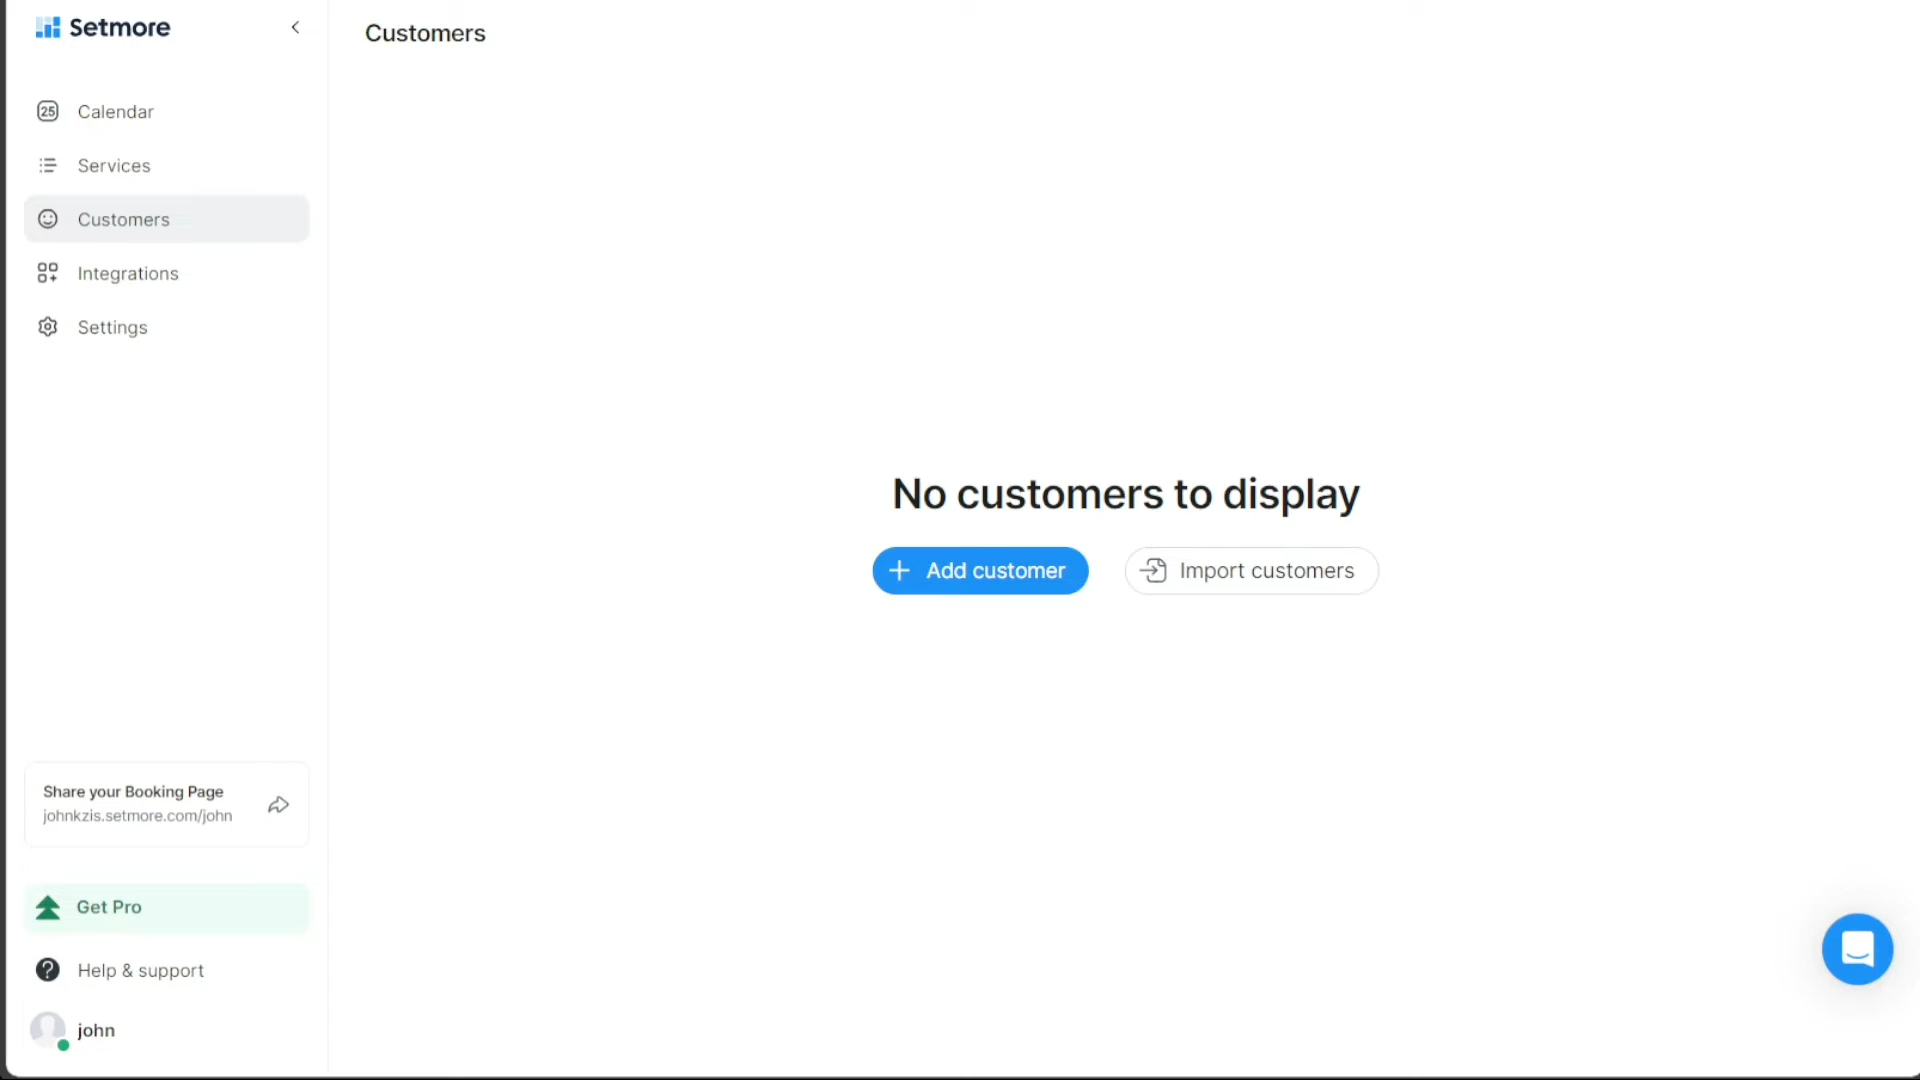 Setmore
Customers
25
Calendar
Services
Customers
Integrations
Settings
No customers to display
Add customer
Import customers
Share your Booking Page
johnkzis.setmore.com/john
Get Pro
Help & support
john